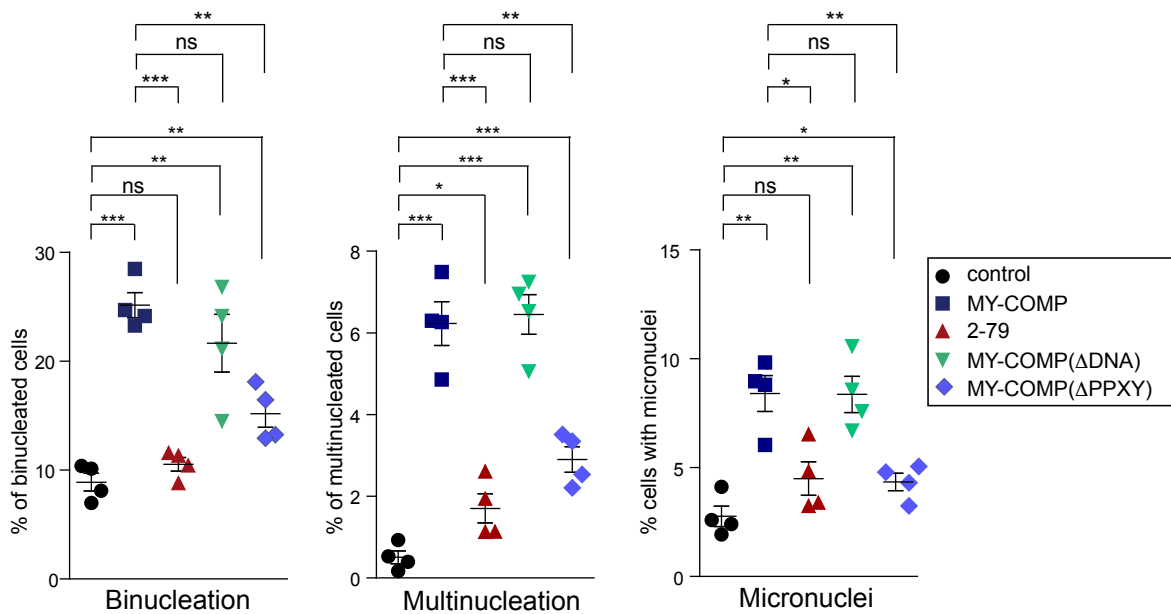 **
ns
***
**
**
ns
***
% of binucleated cells
30
20
10
0
Binucleation
**
ns
***
***
***
*
***
% of multinucleated cells
8
6
4
2
0
Multinucleation
**
ns
*
*
**
ns
**
% cells with micronuclei
15
10
5
0
Micronuclei
control
MY-COMP
2-79
MY-COMP(ΔDNA)
MY-COMP(ΔPPXY)